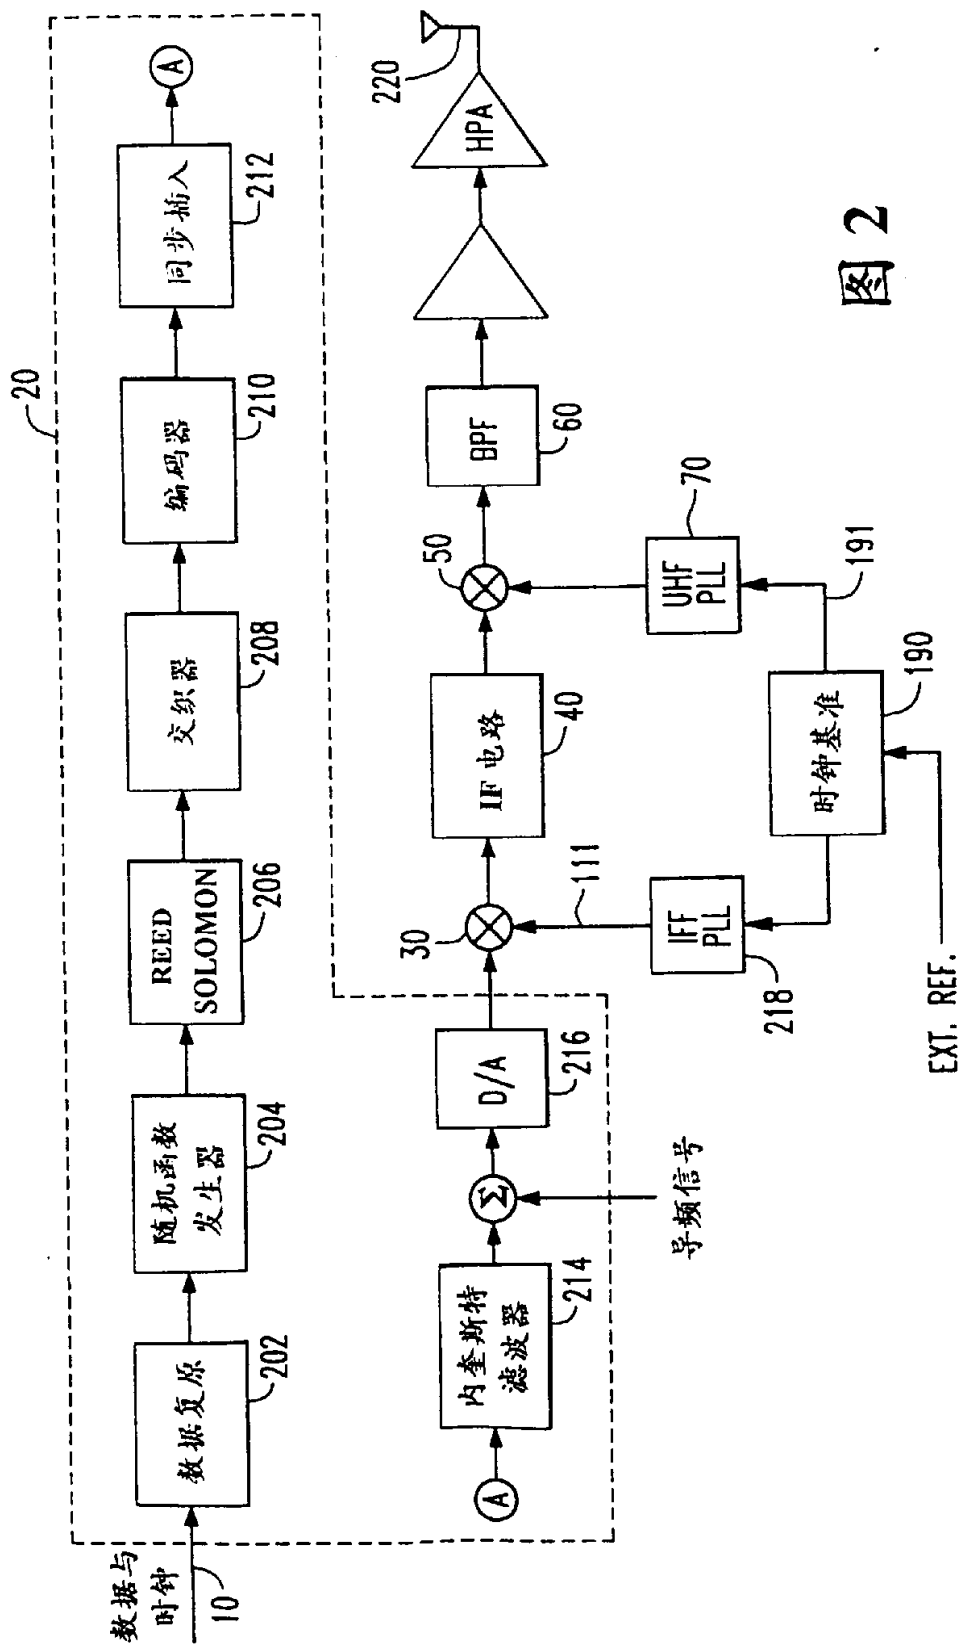 数据与
时钟
10
20
数据复原
202
随机函数
发生器
204
REED
SOLOMON
206
交织器
208
编码器
210
同步插入
212
A
A
内奎斯特
滤波器
214
Σ
导频信号
D/A
216
30
111
IFF
PLL
218
IF电路
40
50
UHF
PLL
70
时钟基准
190
191
EXT. REF.
BPF
60
HPA
220
图 2